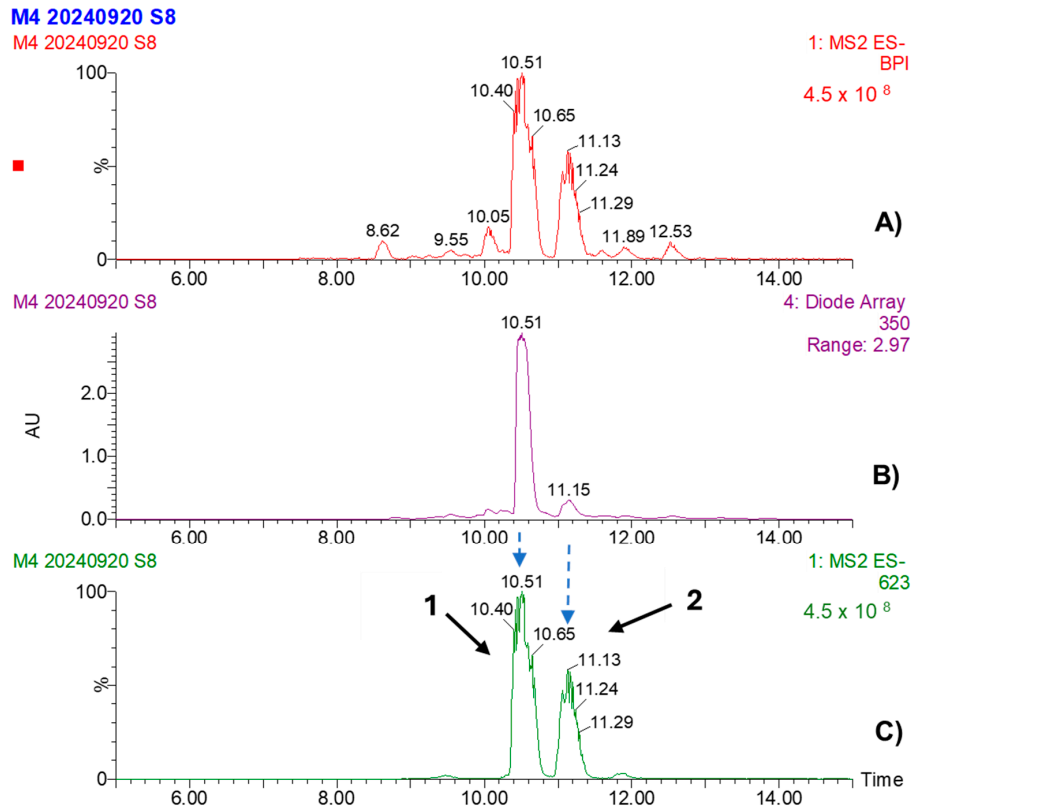 M4 20240920 S8
M4 20240920 S8
1: MS2 ES-
BPI
4.5 x 10 8
100
%
0
10.51
10.40
10.65
11.13
11.24
11.29
8.62
9.55
10.05
11.89
12.53
A)
6.00 8.00 10.00 12.00 14.00
M4 20240920 S8
4: Diode Array
350
Range: 2.97
AU
2.0
1.0
0.0
10.51
11.15
B)
6.00 8.00 10.00 12.00 14.00
M4 20240920 S8
1: MS2 ES-
623
4.5 x 10 8
100
%
0
10.51
1
2
10.40
10.65
11.13
11.24
11.29
C)
Time
6.00 8.00 10.00 12.00 14.00